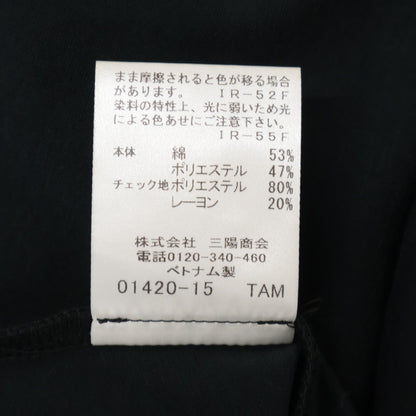 まま摩擦されると色が移る場合
があります。 IR-52F
染料の特性上、光に弱いため光
による色あせにご注意下さい。
IR-55F
本体 綿 53%
ポリエステル 47%
チェック地 ポリエステル 80%
レーヨン 20%
株式会社 三陽商会
電話0120-340-460
ベトナム製
01420-15 TAM